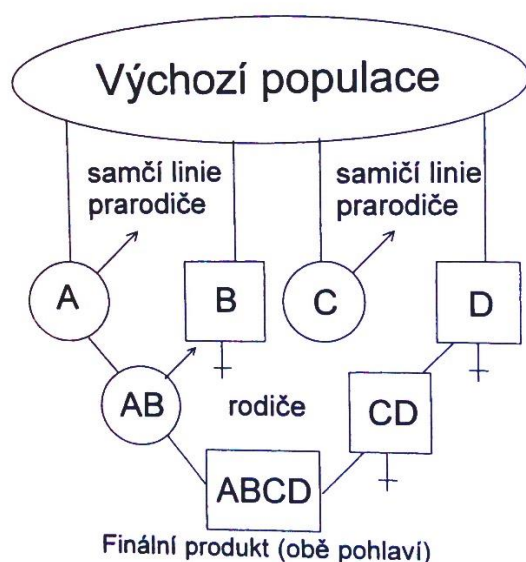 Výchozí populace
samčí linie
prarodiče
samičí linie
prarodiče
A
B
C
D
AB
rodiče
CD
ABCD
Finální produkt (obě pohlaví)